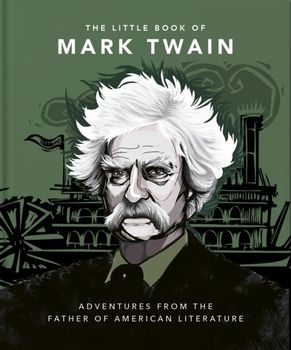 THE LITTLE BOOK OF
MARK TWAIN
ADVENTURES FROM THE
FATHER OF AMERICAN LITERATURE